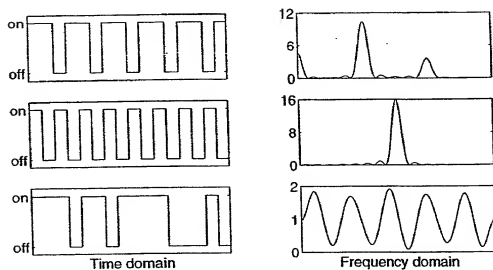 on
off
12
6
0
on
off
16
8
0
on
off
2
1
0
Time domain
Frequency domain